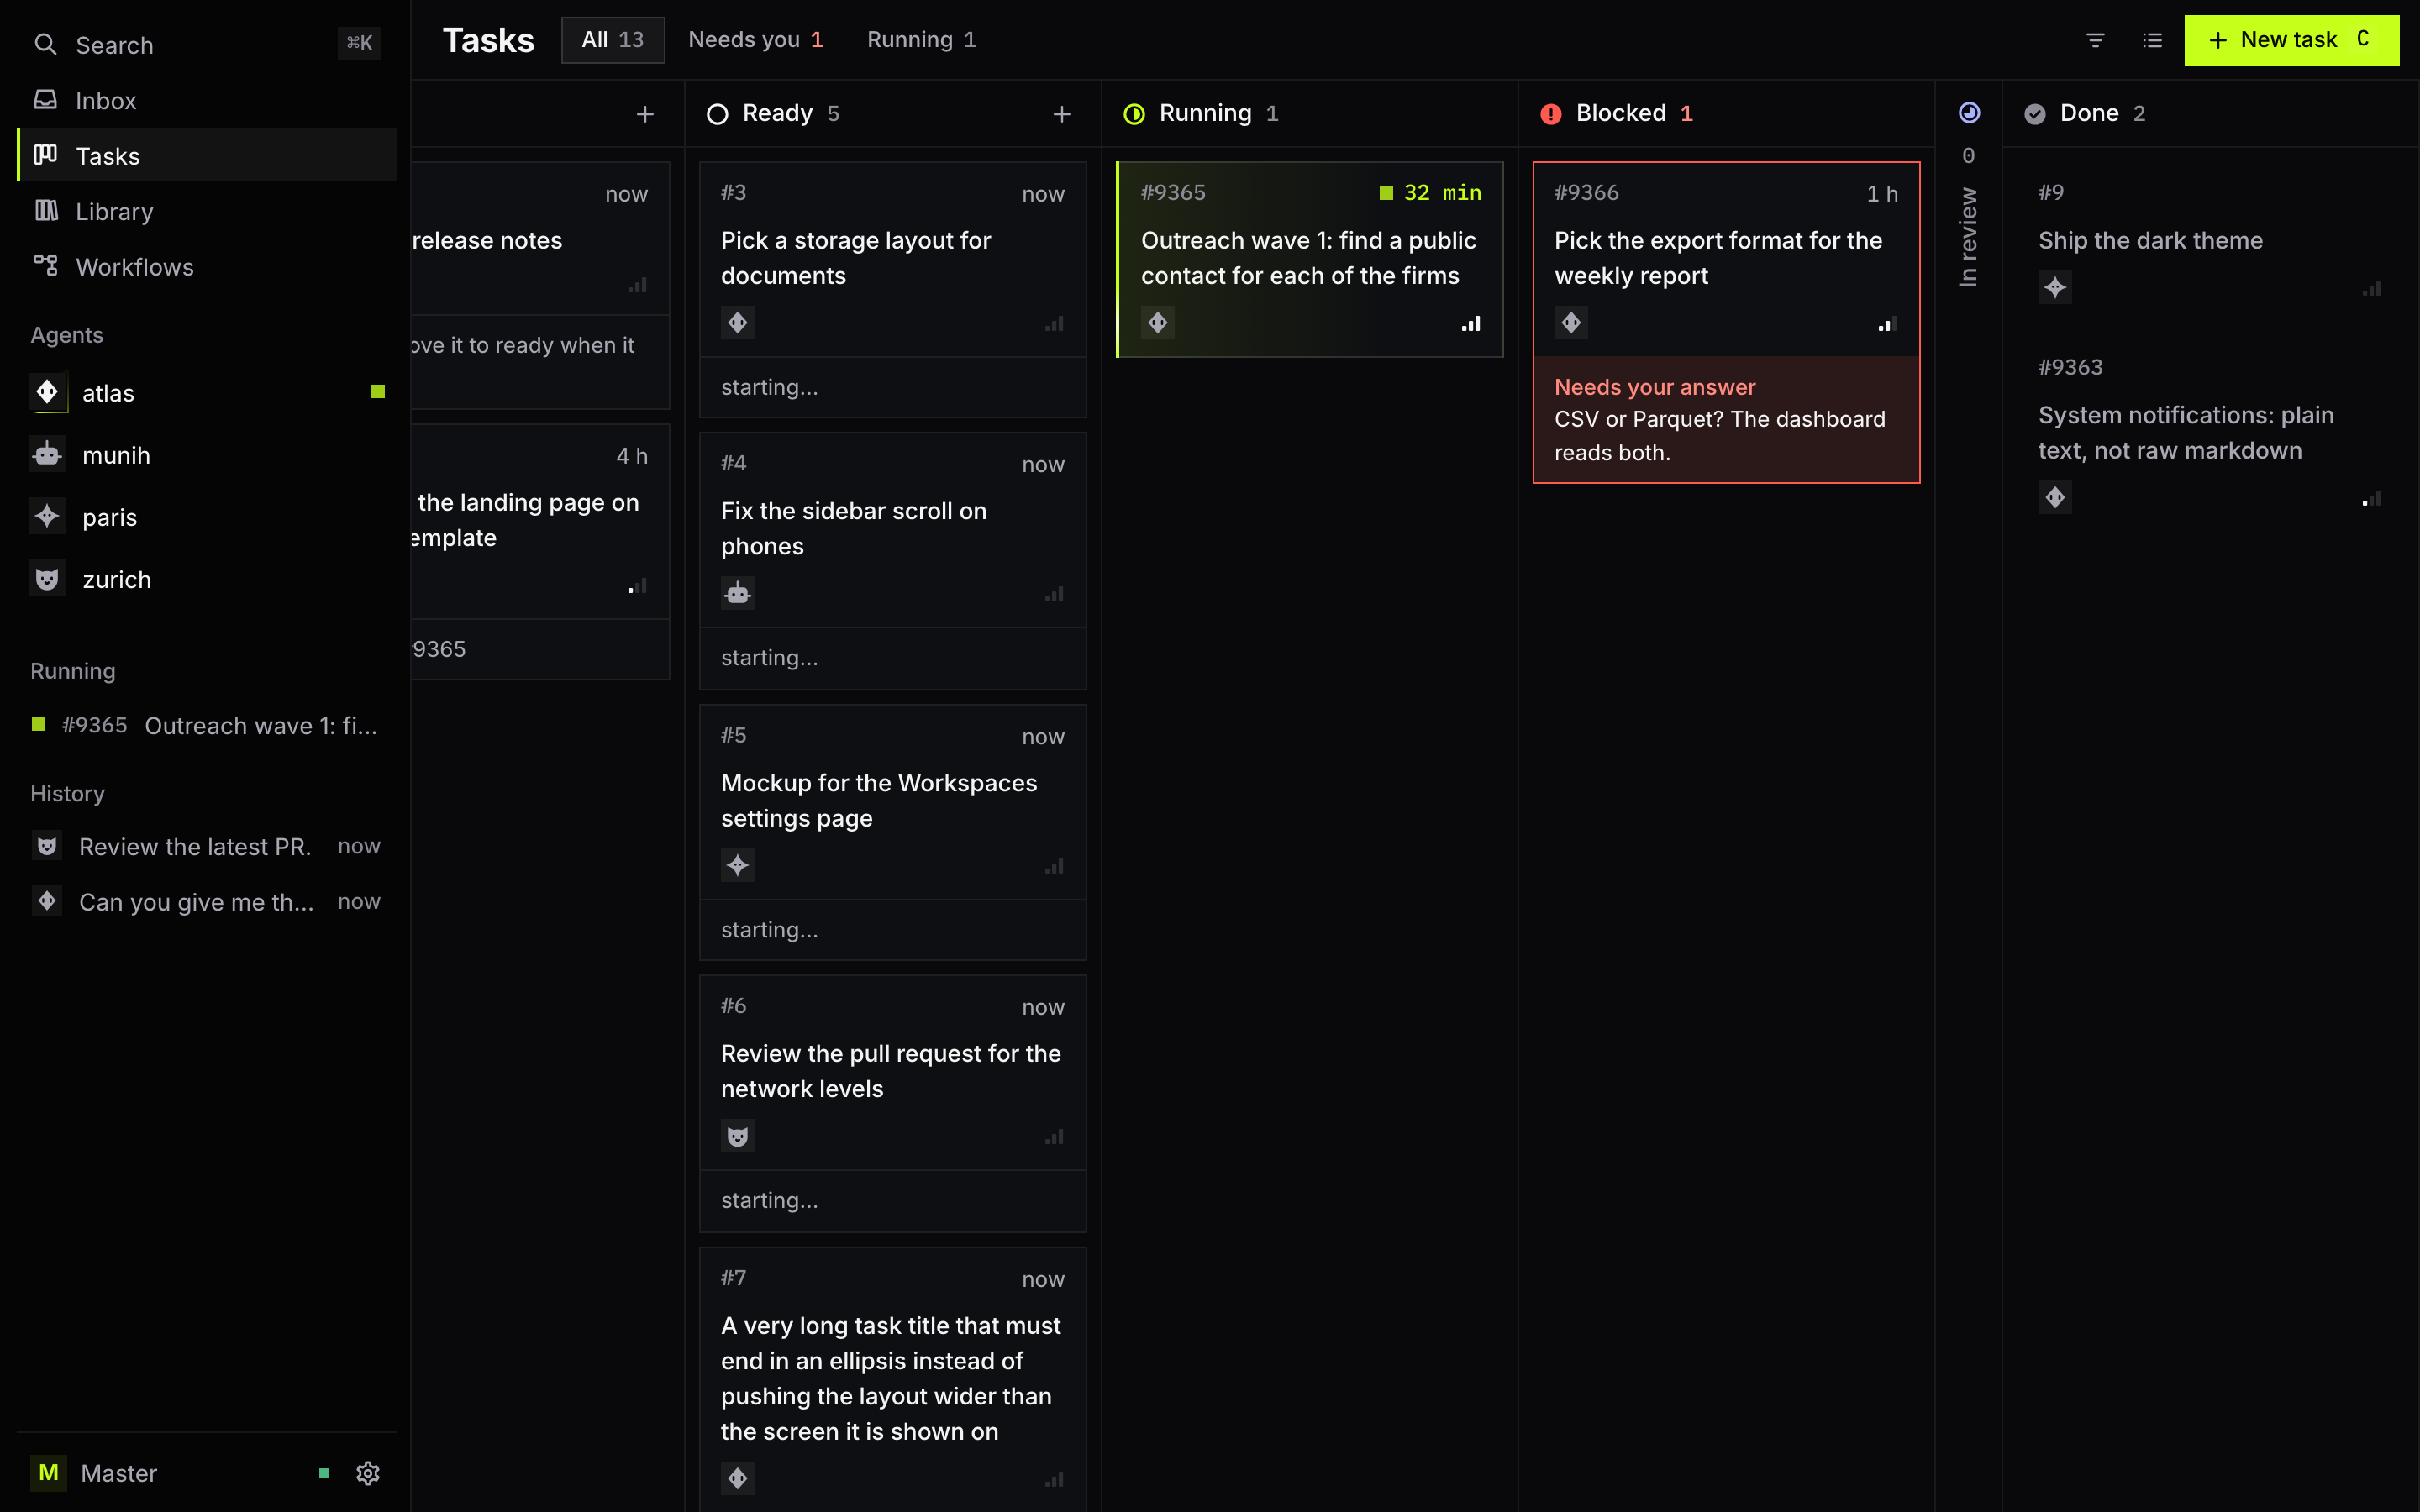 Search ⌘K
Inbox
Tasks
Library
Workflows
Agents
atlas
munih
paris
zurich
Running
#9365 Outreach wave 1: fi...
History
Review the latest PR. now
Can you give me th... now
M Master
Tasks All 13 Needs you 1 Running 1
New task C
now
release notes
ove it to ready when it
4 h
the landing page on
emplate
9365
Ready 5
#3 now
Pick a storage layout for
documents
starting...
#4 now
Fix the sidebar scroll on
phones
starting...
#5 now
Mockup for the Workspaces
settings page
starting...
#6 now
Review the pull request for the
network levels
starting...
#7 now
A very long task title that must
end in an ellipsis instead of
pushing the layout wider than
the screen it is shown on
Running 1
#9365 32 min
Outreach wave 1: find a public
contact for each of the firms
Blocked 1
#9366 1 h
Pick the export format for the
weekly report
Needs your answer
CSV or Parquet? The dashboard
reads both.
0
In review
Done 2
#9
Ship the dark theme
#9363
System notifications: plain
text, not raw markdown